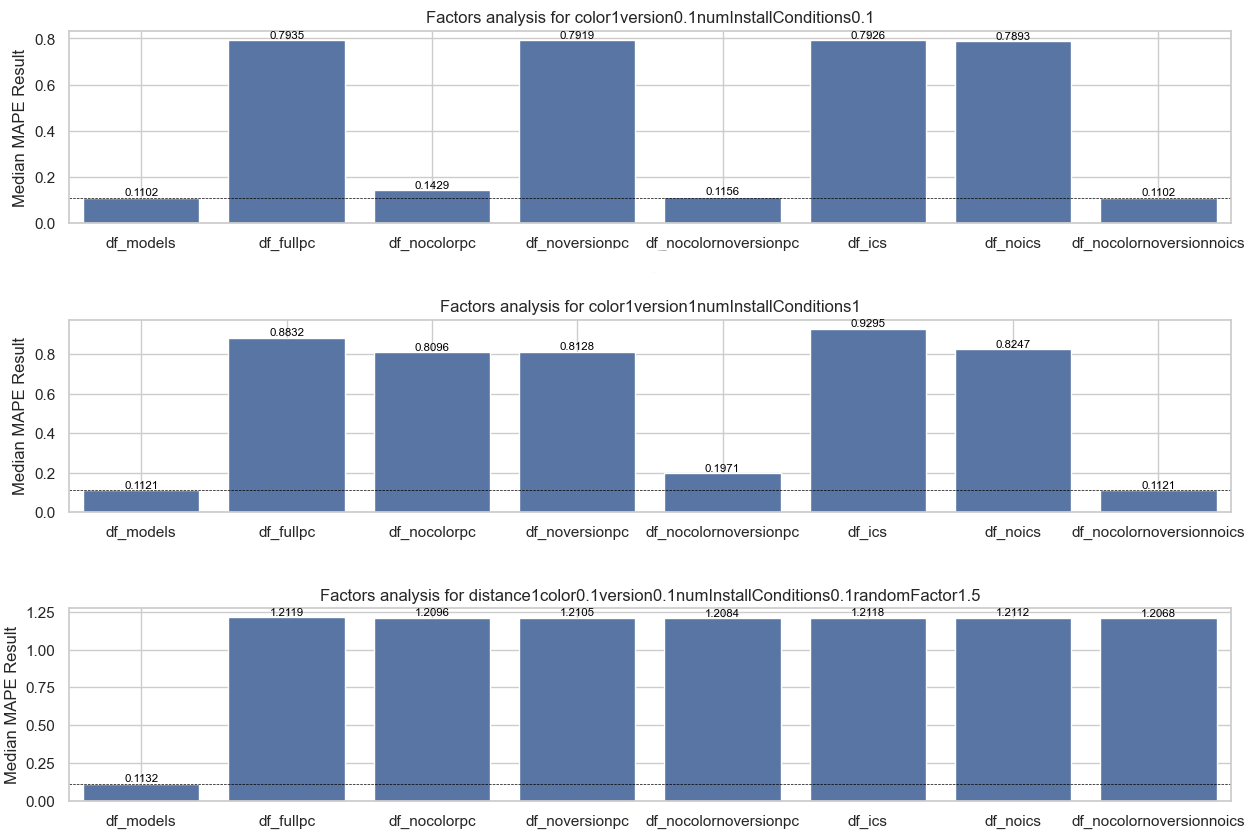 Factors analysis for color1version0.1numInstallConditions0.1
Median MAPE Result
0.8
0.6
0.4
0.2
0.0
0.1102
0.7935
0.1429
0.7919
0.1156
0.7926
0.7893
0.1102
df_models
df_fullpc
df_nocolorpc
df_noversionpc
df_nocolornoversionpc
df_ics
df_noics
df_nocolornoversionnoics
Factors analysis for color1version1numInstallConditions1
Median MAPE Result
0.8
0.6
0.4
0.2
0.0
0.1121
0.8832
0.8096
0.8128
0.1971
0.9295
0.8247
0.1121
df_models
df_fullpc
df_nocolorpc
df_noversionpc
df_nocolornoversionpc
df_ics
df_noics
df_nocolornoversionnoics
Factors analysis for distance1color0.1version0.1numInstallConditions0.1randomFactor1.5
Median MAPE Result
1.25
1.00
0.75
0.50
0.25
0.00
0.1132
1.2119
1.2096
1.2105
1.2084
1.2118
1.2112
1.2068
df_models
df_fullpc
df_nocolorpc
df_noversionpc
df_nocolornoversionpc
df_ics
df_noics
df_nocolornoversionnoics